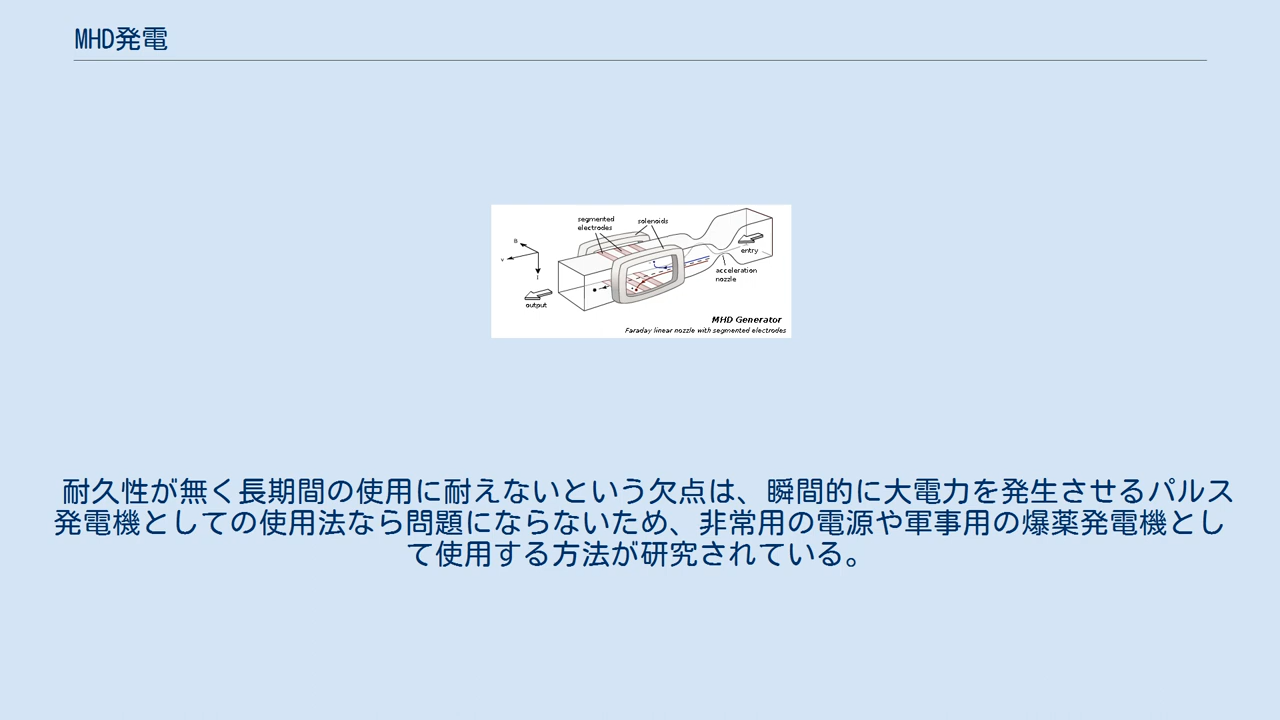 MHD発電
segmented
electrodes
solenoids
B
v
I
entry
acceleration
nozzle
output
MHD Generator
Faraday linear nozzle with segmented electrodes
耐久性が無く長期間の使用に耐えないという欠点は、瞬間的に大電力を発生させるパルス
発電機としての使用法なら問題にならないため、非常用の電源や軍事用の爆薬発電機とし
て使用する方法が研究されている。